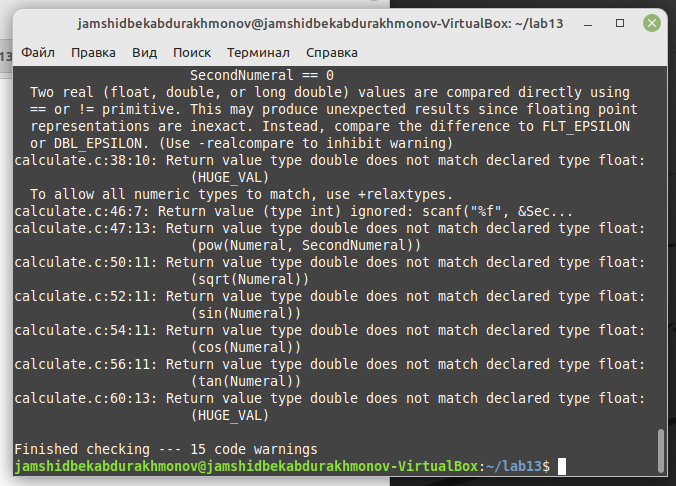 jamshidbekabdurakhmonov@jamshidbekabdurakhmonov-VirtualBox: ~/lab13
13
Файл Правка Вид Поиск Терминал Справка
SecondNumeral == 0
Two real (float, double, or long double) values are compared directly using
== or != primitive. This may produce unexpected results since floating point
representations are inexact. Instead, compare the difference to FLT_EPSILON
or DBL_EPSILON. (Use -realcompare to inhibit warning)
calculate.c:38:10: Return value type double does not match declared type float:
(HUGE_VAL)
To allow all numeric types to match, use +relaxtypes.
calculate.c:46:7: Return value (type int) ignored: scanf("%f", &Sec...
calculate.c:47:13: Return value type double does not match declared type float:
(pow(Numeral, SecondNumeral))
calculate.c:50:11: Return value type double does not match declared type float:
(sqrt(Numeral))
calculate.c:52:11: Return value type double does not match declared type float:
(sin(Numeral))
calculate.c:54:11: Return value type double does not match declared type float:
(cos(Numeral))
calculate.c:56:11: Return value type double does not match declared type float:
(tan(Numeral))
calculate.c:60:13: Return value type double does not match declared type float:
(HUGE_VAL)
Finished checking --- 15 code warnings
jamshidbekabdurakhmonov@jamshidbekabdurakhmonov-VirtualBox:~/lab13$